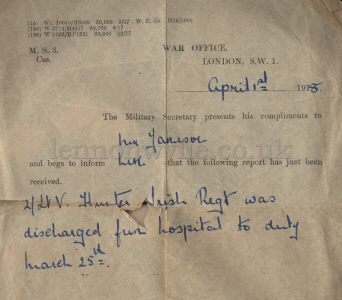 M. S. 3.
Cas.
WAR OFFICE,
LONDON, S.W. 1.
April 1st 1918.
The Military Secretary presents his compliments to
Mr
and begs to inform him that the following report has just been
received.
2/Lt V. Hunter Irish Regt was
discharged from hospital to duty
march 25th.